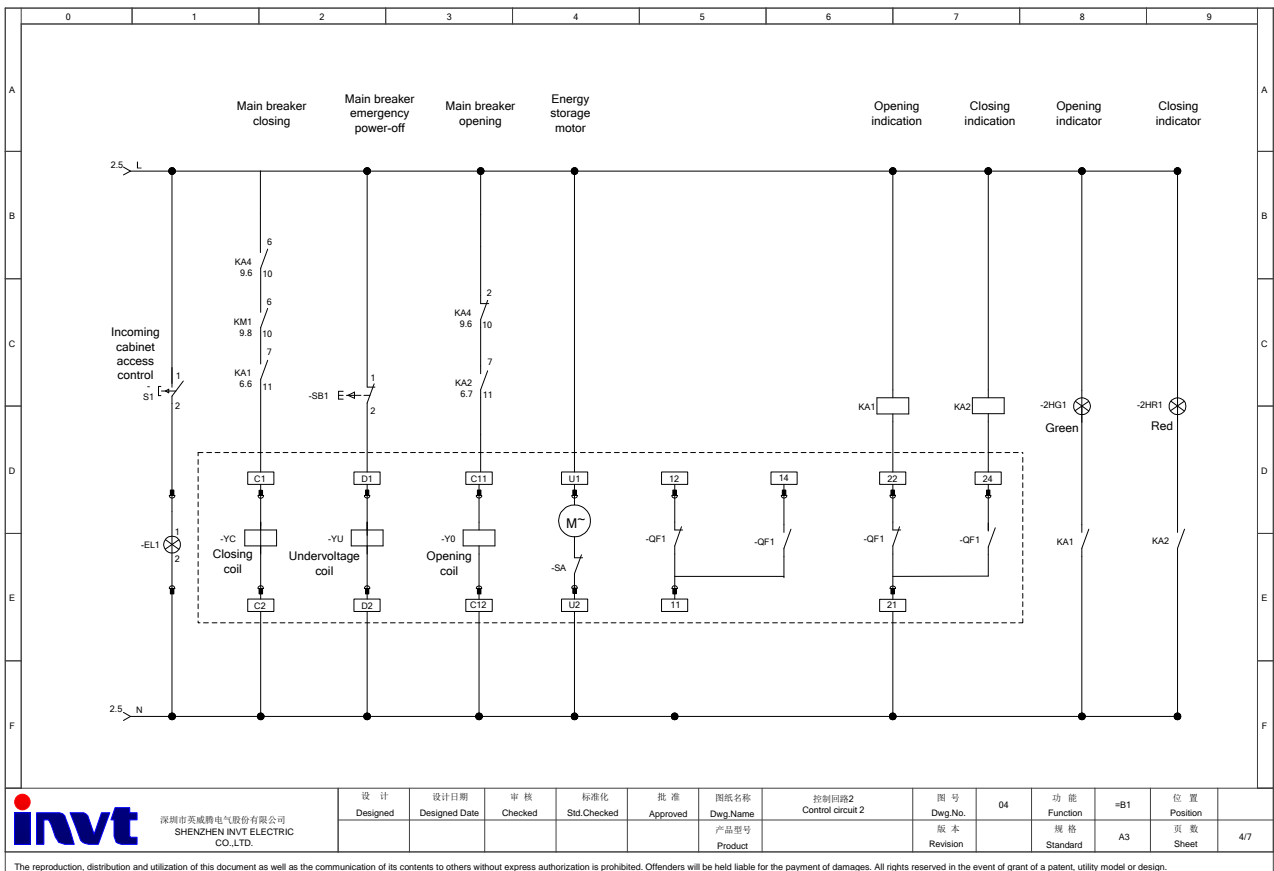 0 1 2 3 4 5 6 7 8 9
A A
Main breaker
closing
Main breaker
emergency
power-off
Main breaker
opening
Energy
storage
motor
Opening
indication
Closing
indication
Opening
indicator
Closing
indicator
2.5 L
B B
6
KA4
9.6 10
6
KM1
9.8 10
7
KA1
6.6 11
2
KA4
9.6 10
7
KA2
6.7 11
C C
Incoming
cabinet
access
control
-
S1
1
2
-SB1 E
1
2
KA1
KA2
-2HG1
Green
-2HR1
Red
D D
C1 D1 C11 U1 12 14 22 24
-EL1
1
2
-YC
Closing
coil
-YU
Undervoltage
coil
-Y0
Opening
coil
M~
-SA
-QF1
-QF1
-QF1
-QF1
KA1
KA2
E E
C2 D2 C12 U2 11 21
2.5 N
F F
invt
深圳市英威腾电气股份有限公司
SHENZHEN INVT ELECTRIC
CO.,LTD.
设 计
Designed
设计日期
Designed Date
审 核
Checked
标准化
Std.Checked
批 准
Approved
图纸名称
Dwg.Name
控制回路2
Control circuit 2
图 号
Dwg.No.
04
功 能
Function
=B1
位 置
Position
产品型号
Product
版 本
Revision
规 格
Standard
A3
页 数
Sheet
4/7
The reproduction, distribution and utilization of this document as well as the communication of its contents to others without express authorization is prohibited. Offenders will be held liable for the payment of damages. All rights reserved in the event of grant of a patent, utility model or design.